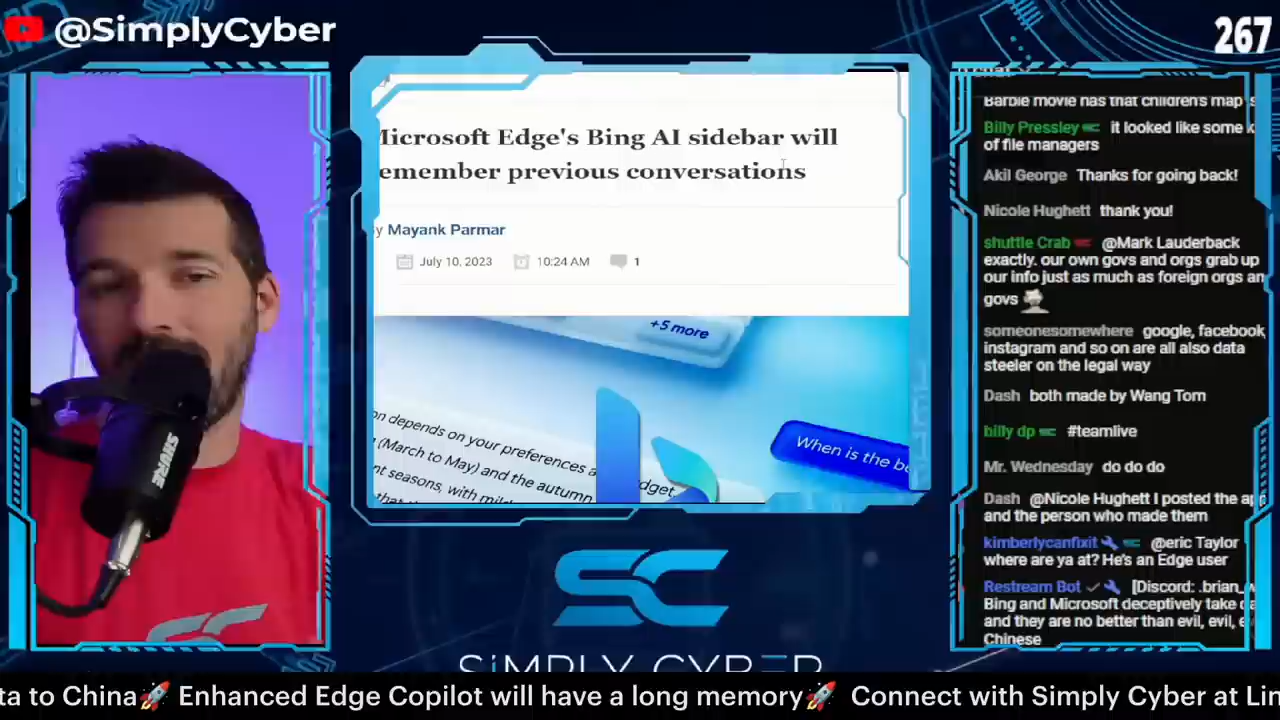 @SimplyCyber
267
Microsoft Edge's Bing AI sidebar will
emember previous conversations
y Mayank Parmar
July 10, 2023 10:24 AM 1
+5 more
on depends on your preferences a
(March to May) and the autumn
nt seasons, with mil
dget.
When is the b
SHURE
SC
SC
SIMPLY CYBER
Barbie movie has that children's map s
Billy Pressley it looked like some k
of file managers
Akil George Thanks for going back!
Nicole Hughett thank you!
shuttle Crab @Mark Lauderback
exactly. our own govs and orgs grab up
our info just as much as foreign orgs an
govs
someonesomewhere google, facebook,
instagram and so on are all also data
steeler on the legal way
Dash both made by Wang Tom
billy dp #teamlive
Mr. Wednesday do do do
Dash @Nicole Hughett I posted the ap
and the person who made them
kimberlycanfixit @eric Taylor
where are ya at? He's an Edge user
Restream Bot [Discord: .brian_w
Bing and Microsoft deceptively take da
and they are no better than evil, evil, e
Chinese
ta to China🚀 Enhanced Edge Copilot will have a long memory🚀 Connect with Simply Cyber at Lin